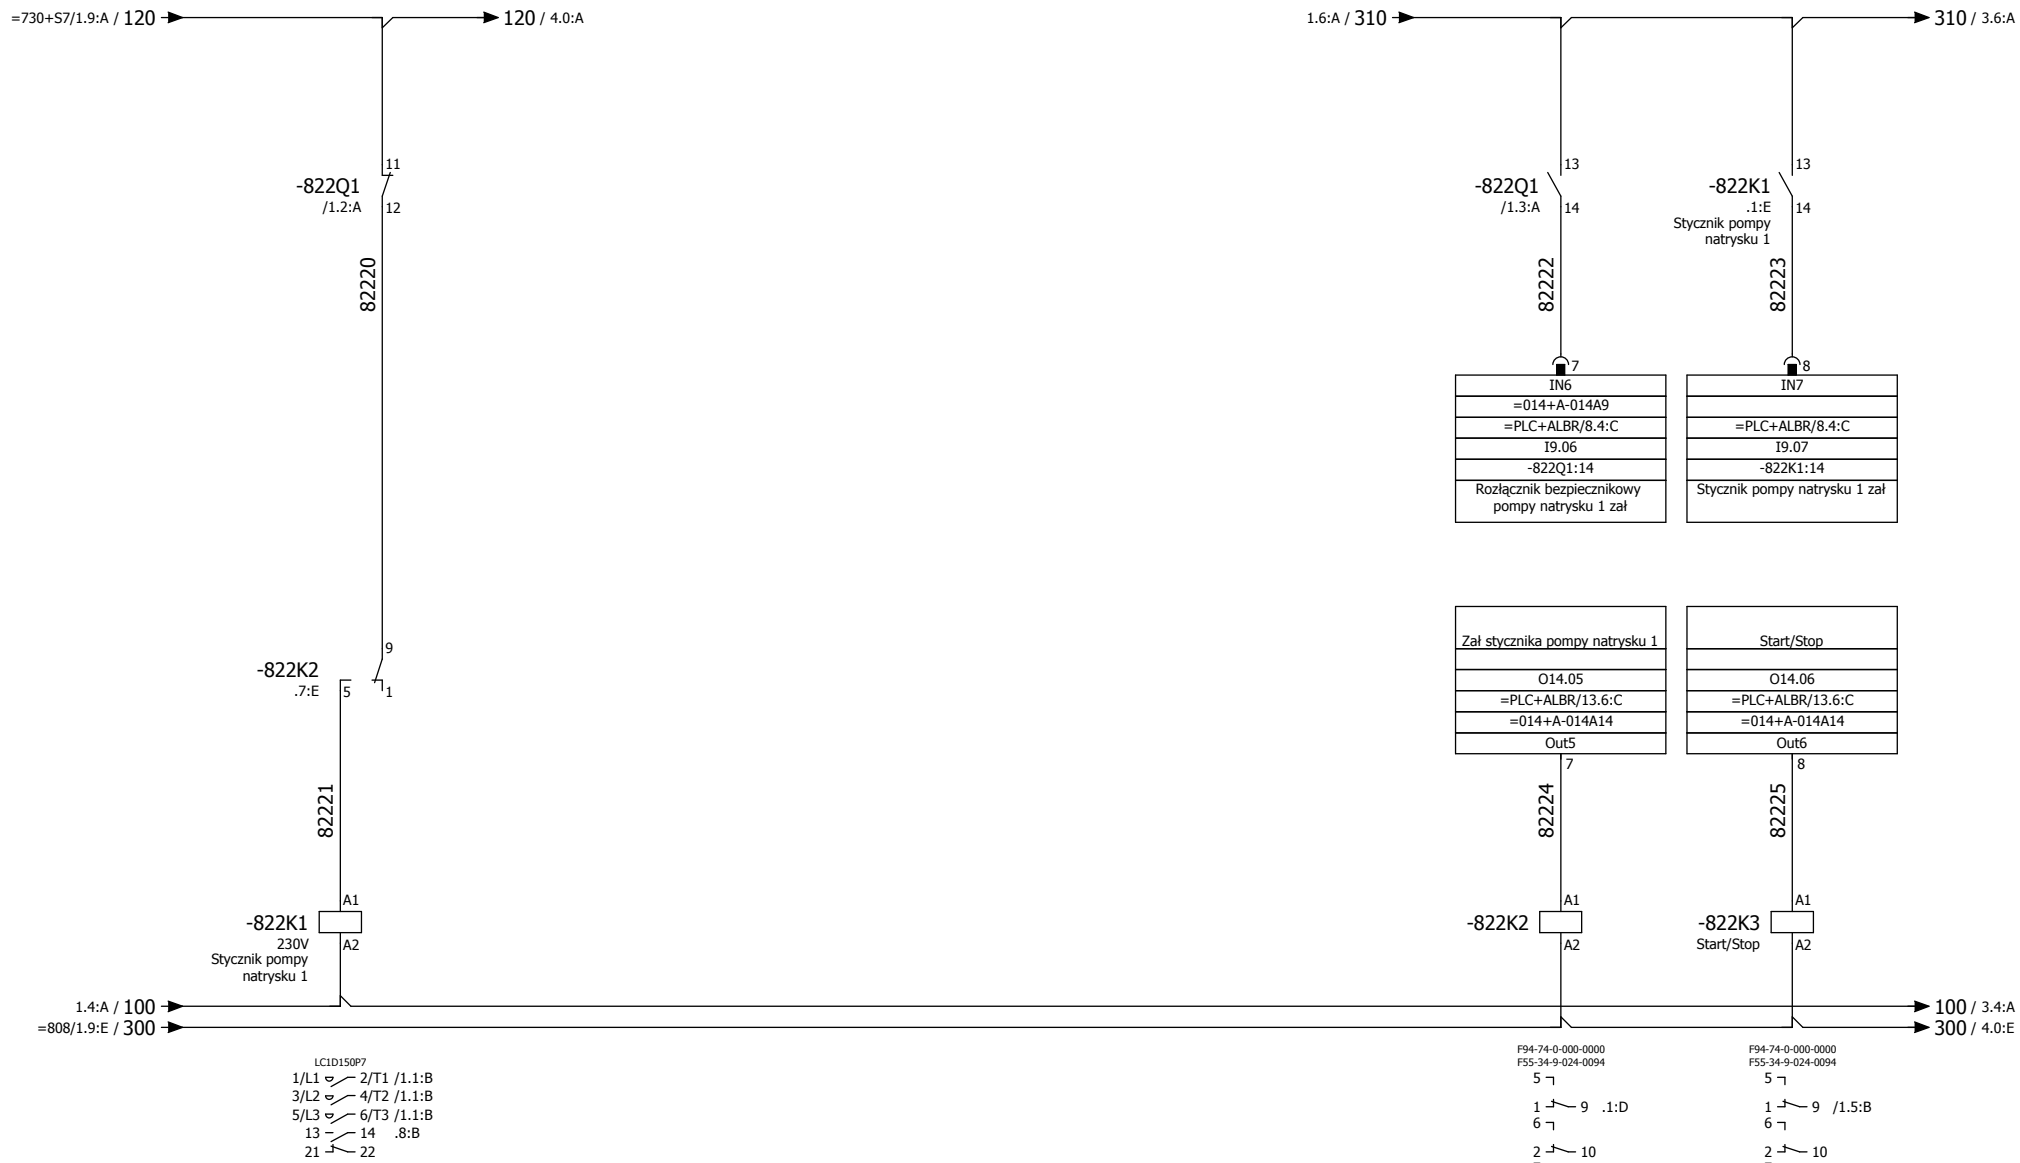 =730+S7/1.9:A / 120
120 / 4.0:A
1.6:A / 310
310 / 3.6:A
11
-822Q1
/1.2:A
12
82220
13
-822Q1
/1.3:A
14
82222
13
-822K1
.1:E
14
Stycznik pompy
natrysku 1
82223
7
IN6
=014+A-014A9
=PLC+ALBR/8.4:C
I9.06
-822Q1:14
Rozłącznik bezpiecznikowy
pompy natrysku 1 zał
8
IN7
=PLC+ALBR/8.4:C
I9.07
-822K1:14
Stycznik pompy natrysku 1 zał
9
-822K2
.7:E
5
1
82221
Zał stycznika pompy natrysku 1
O14.05
=PLC+ALBR/13.6:C
=014+A-014A14
Out5
7
82224
Start/Stop
O14.06
=PLC+ALBR/13.6:C
=014+A-014A14
Out6
8
82225
A1
-822K1
230V
A2
Stycznik pompy
natrysku 1
A1
-822K2
A2
A1
-822K3
Start/Stop
A2
1.4:A / 100
100 / 3.4:A
=808/1.9:E / 300
300 / 4.0:E
LC1D150P7
1/L1 2/T1 /1.1:B
3/L2 4/T2 /1.1:B
5/L3 6/T3 /1.1:B
13 14 .8:B
21 22
F94-74-0-000-0000
F55-34-9-024-0094
5
1 9 .1:D
6
2 10
F94-74-0-000-0000
F55-34-9-024-0094
5
1 9 /1.5:B
6
2 10